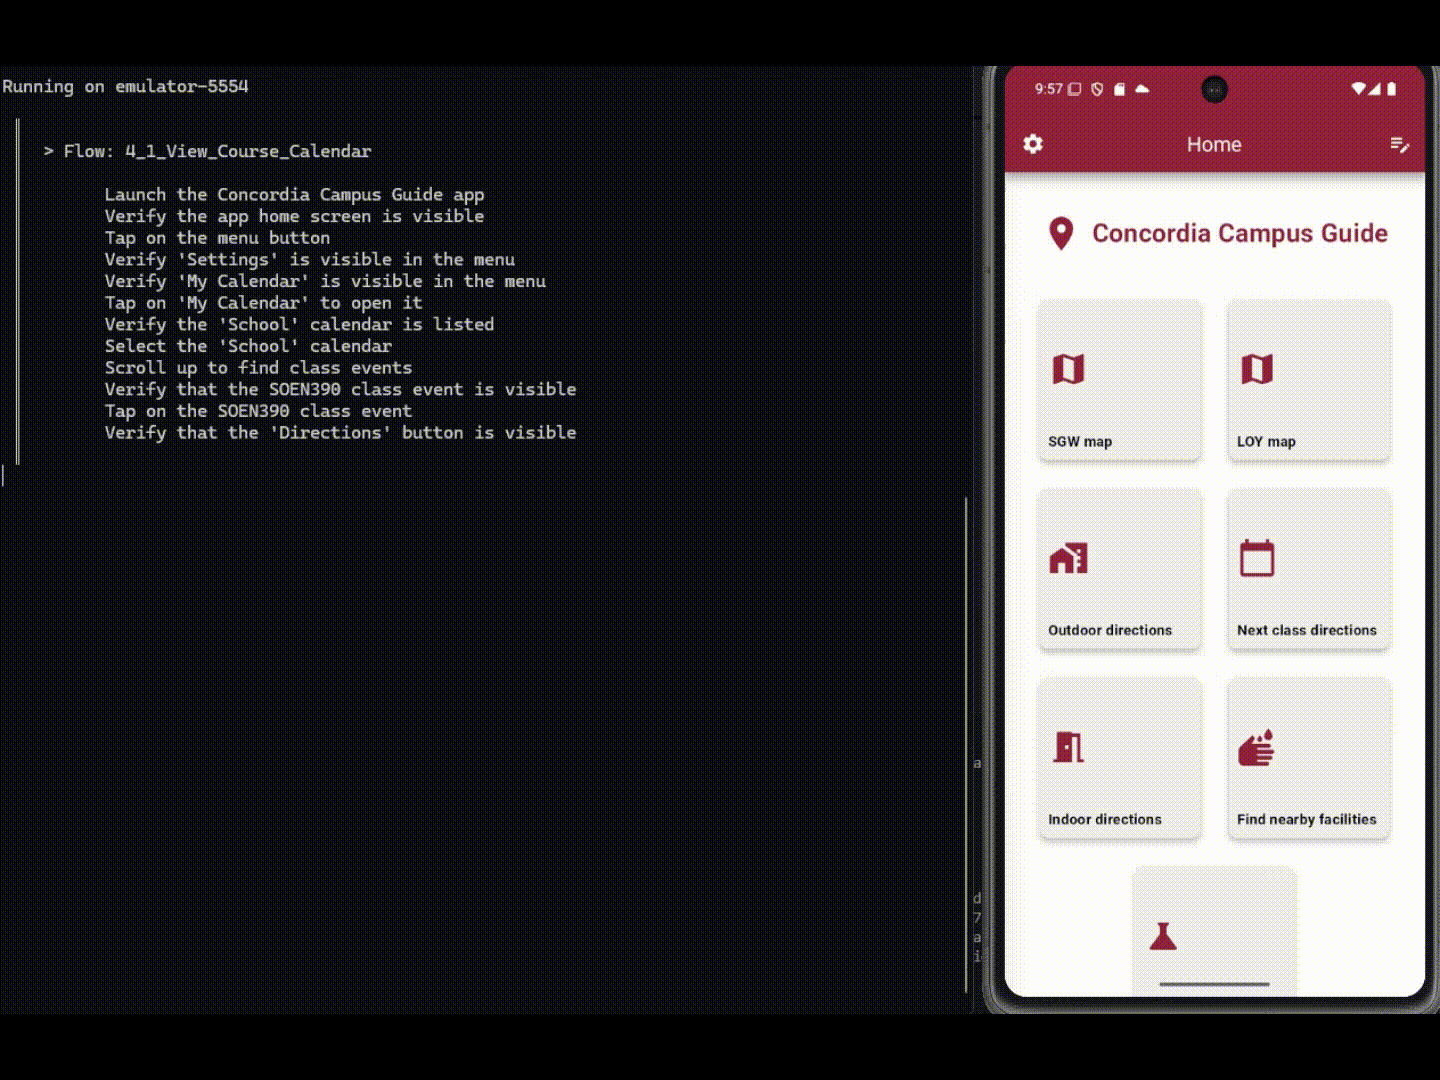 Running on emulator-5554
> Flow: 4_1_View_Course_Calendar
Launch the Concordia Campus Guide app
Verify the app home screen is visible
Tap on the menu button
Verify 'Settings' is visible in the menu
Verify 'My Calendar' is visible in the menu
Tap on 'My Calendar' to open it
Verify the 'School' calendar is listed
Select the 'School' calendar
Scroll up to find class events
Verify that the SOEN390 class event is visible
Tap on the SOEN390 class event
Verify that the 'Directions' button is visible
a
d
7
a
i
9:57
Home
Concordia Campus Guide
SGW map
LOY map
Outdoor directions
Next class directions
Indoor directions
Find nearby facilities